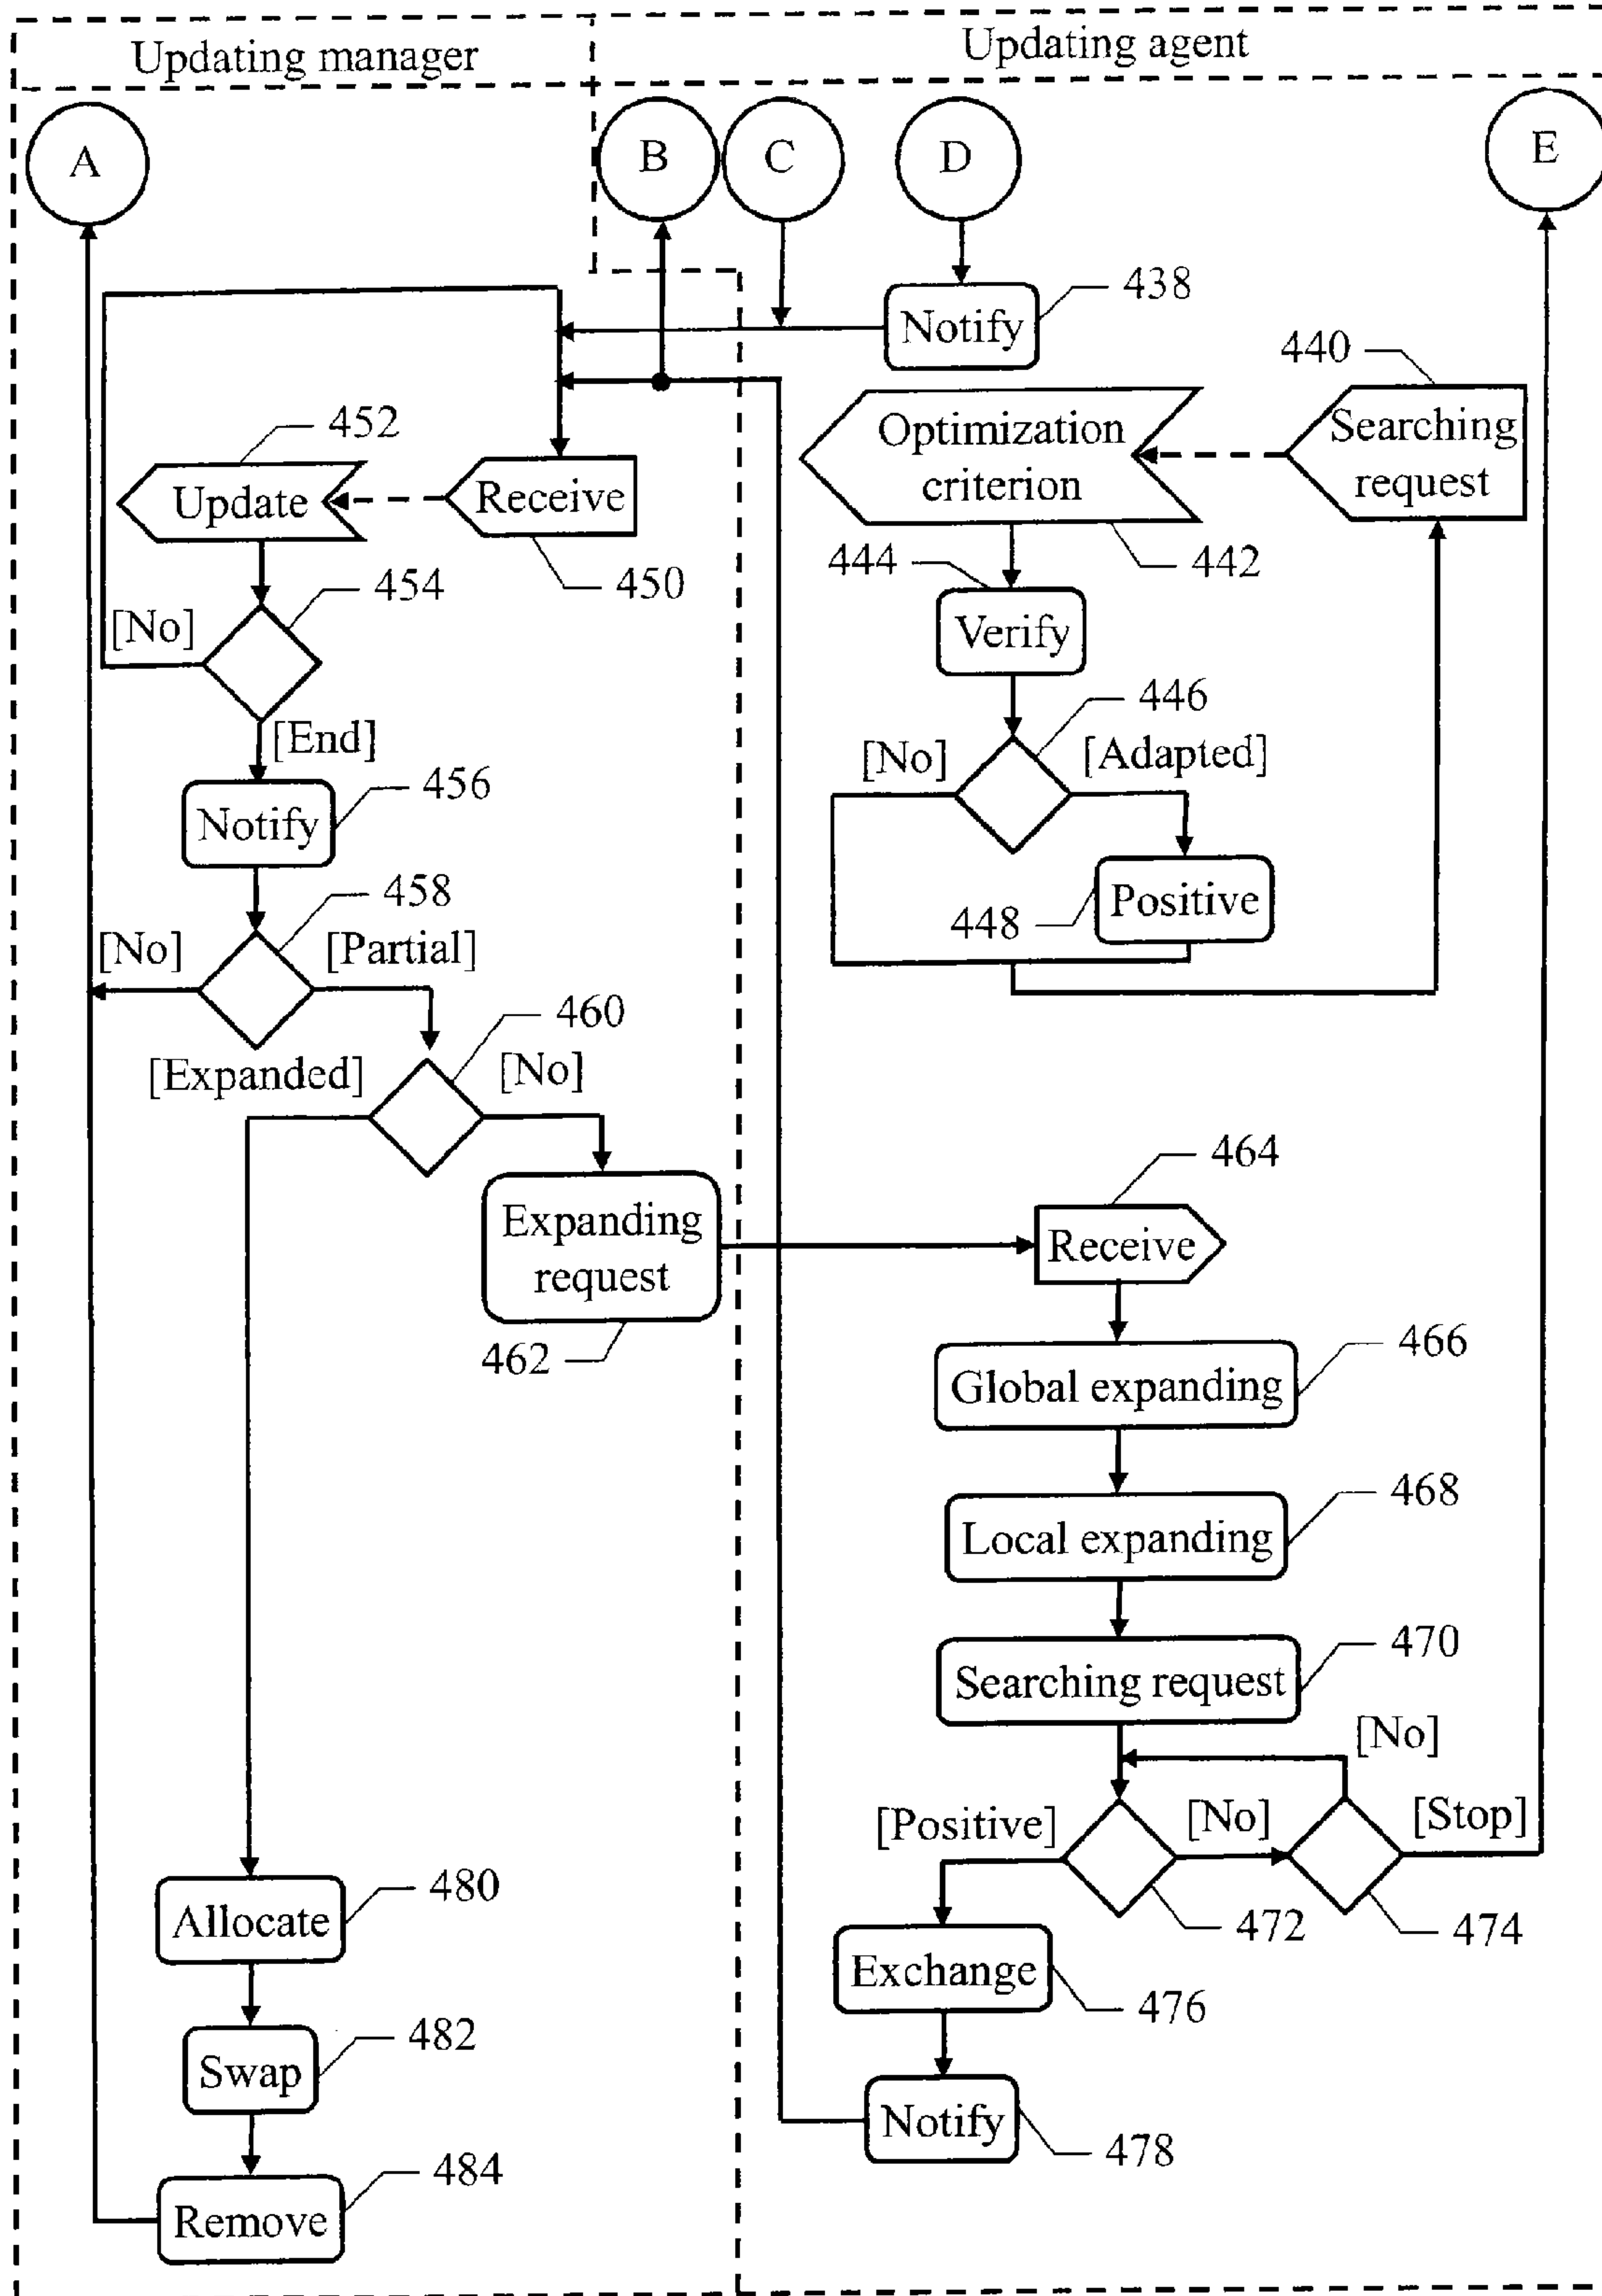 Updating manager
Updating agent
A
B
C
D
E
438
Notify
440
Searching
request
Optimization
criterion
442
452
Update
Receive
450
444
Verify
454
[No]
[End]
446
[No]
[Adapted]
456
Notify
448
Positive
458
[No]
[Partial]
460
[Expanded]
[No]
Expanding
request
462
464
Receive
466
Global expanding
468
Local expanding
470
Searching request
[No]
[Positive]
[No]
[Stop]
472
474
480
Allocate
Exchange
476
482
Swap
Notify
478
484
Remove